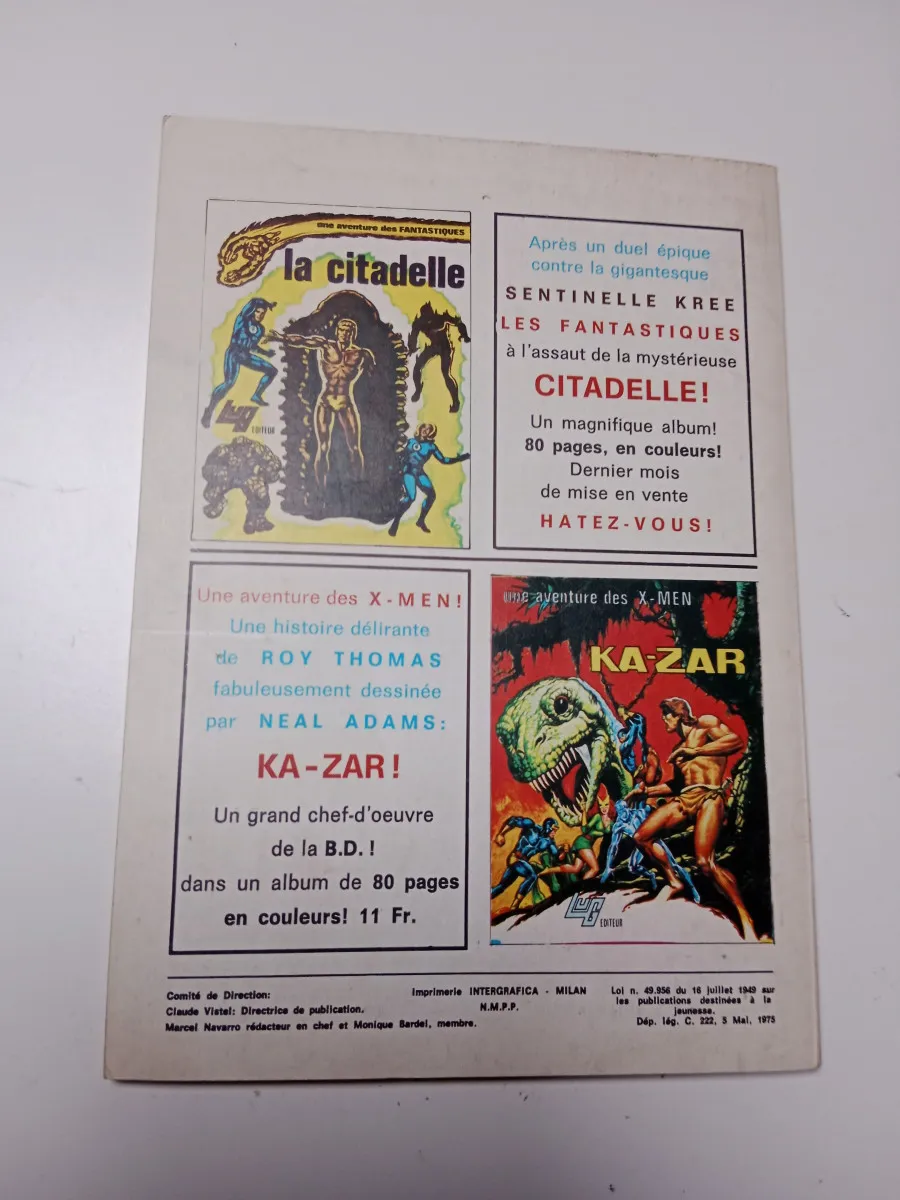 une aventure des FANTASTIQUES
la citadelle
LUG
EDITEUR
Après un duel épique
contre la gigantesque
SENTINELLE KREE
LES FANTASTIQUES
à l'assaut de la mystérieuse
CITADELLE!
Un magnifique album!
80 pages, en couleurs!
Dernier mois
de mise en vente
HATEZ-VOUS!
Une aventure des X-MEN!
Une histoire délirante
de ROY THOMAS
fabuleusement dessinée
par NEAL ADAMS:
KA-ZAR!
Un grand chef-d'oeuvre
de la B.D. !
dans un album de 80 pages
en couleurs! 11 Fr.
une aventure des X-MEN
KA-ZAR
LUG
EDITEUR
Comité de Direction:
Claude Vistel: Directrice de publication.
Marcel Navarro rédacteur en chef et Monique Bardel, membre.
Imprimerie INTERGRAFICA - MILAN
N.M.P.P.
Loi n. 49.956 du 16 juillet 1949 sur
les publications destinées à la
jeunesse.
Dép. lég. C. 222, 5 Mai, 1975